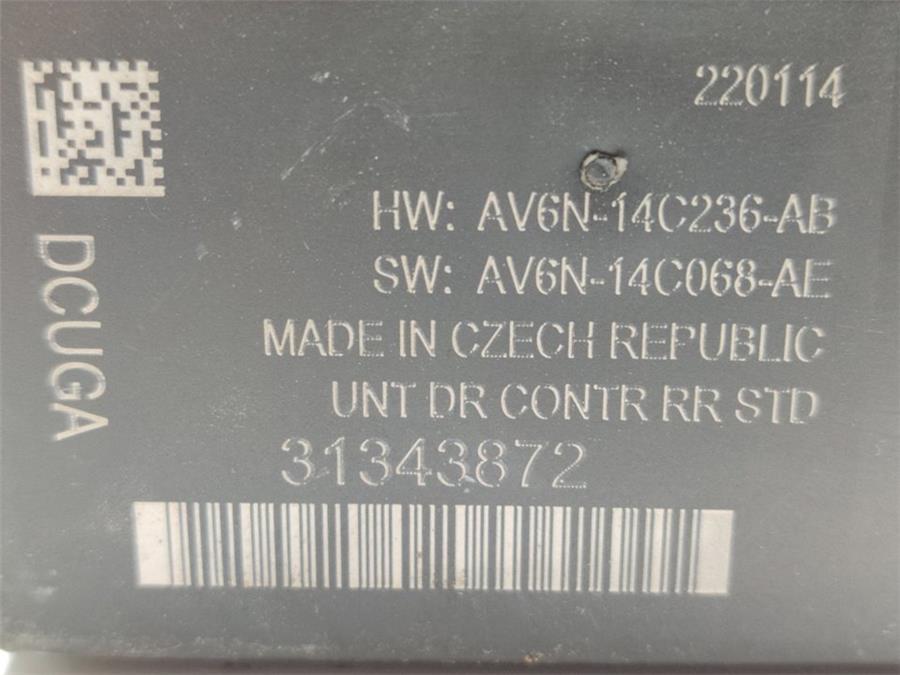 220114
HW: AV6N-14C236-AB
SW: AV6N-14C068-AE
MADE IN CZECH REPUBLIC
UNT DR CONTR RR STD
31343872
DCUGA